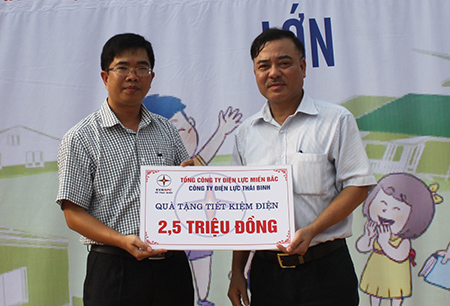 LỚN
TỔNG CÔNG TY ĐIỆN LỰC MIỀN BẮC
CÔNG TY ĐIỆN LỰC THÁI BÌNH
QUÀ TẶNG TIẾT KIỆM ĐIỆN
2,5 TRIỆU ĐỒNG